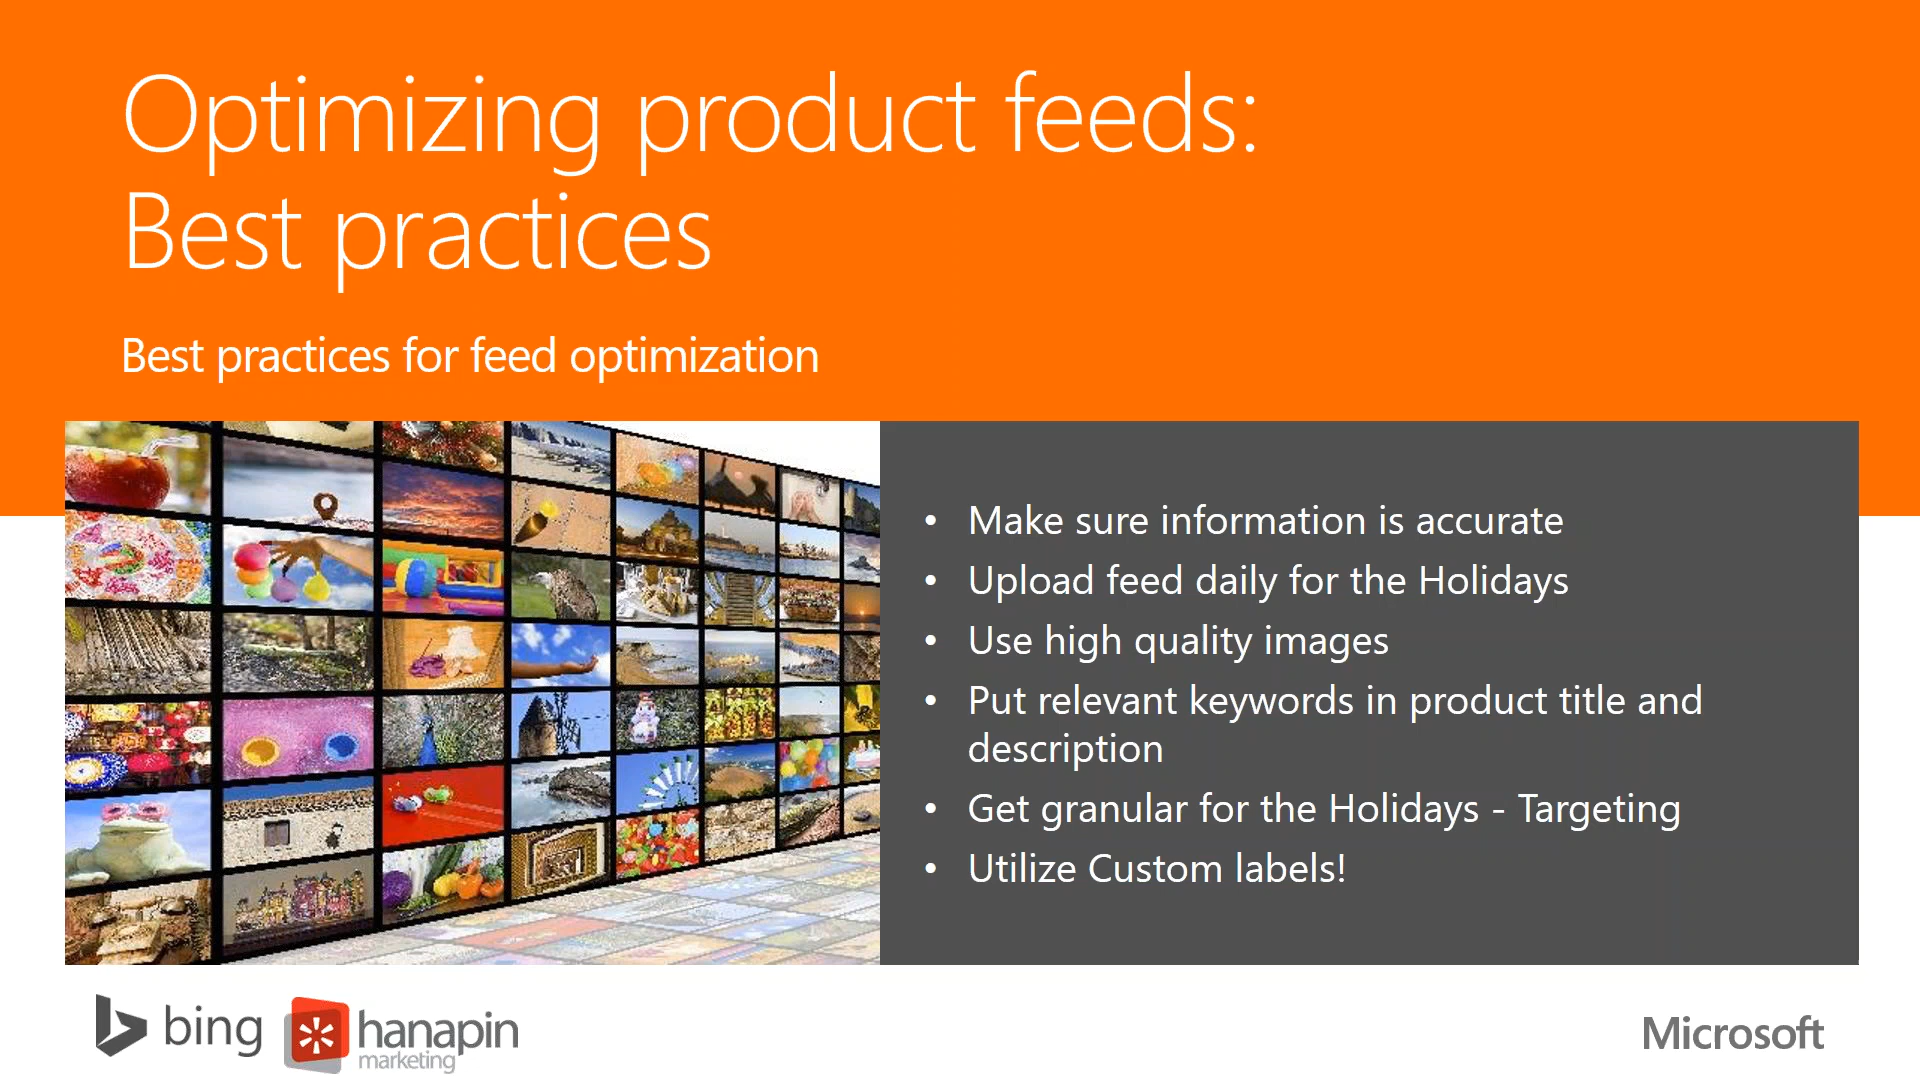 Optimizing product feeds:
Best practices
Best practices for feed optimization
• Make sure information is accurate
• Upload feed daily for the Holidays
• Use high quality images
• Put relevant keywords in product title and
description
• Get granular for the Holidays - Targeting
• Utilize Custom labels!
bing
hanapin
marketing
Microsoft